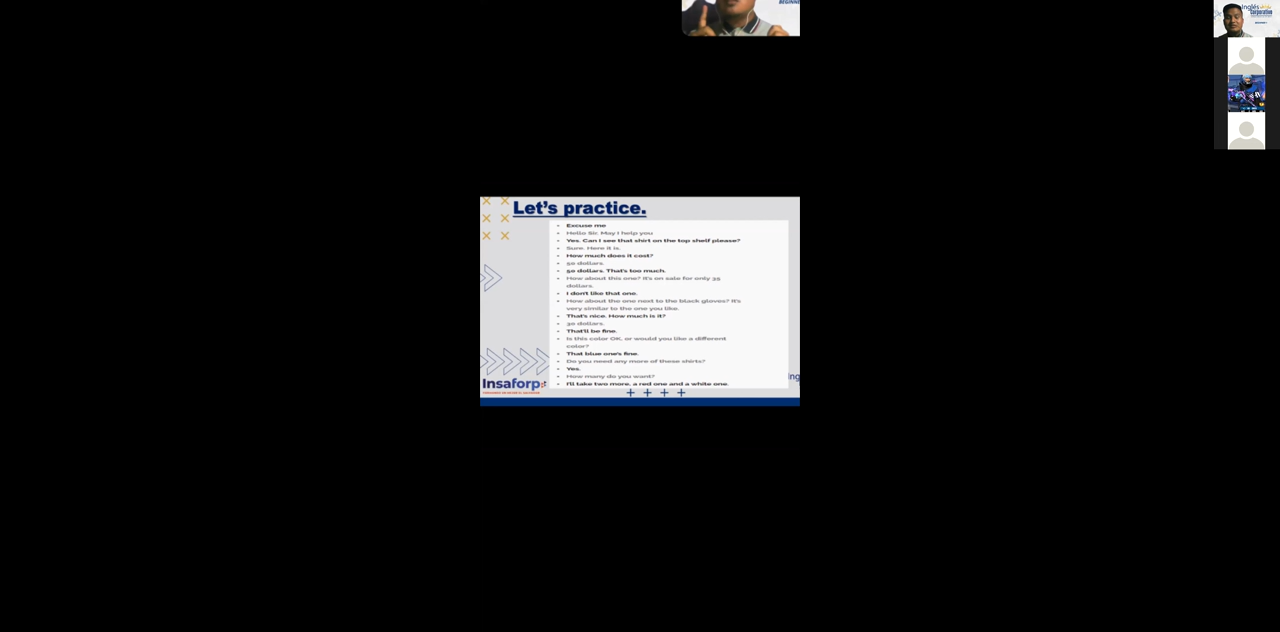 BEGINNE
Inglés
Corporativo
Let's practice.
Excuse me
Hello Sir. May I help you
Yes. Can I see that shirt on the top shelf please?
Sure. Here it is.
How much does it cost?
50 dollars.
50 dollars. That's too much.
How about this one? It's on sale for only 35
dollars.
I don't like that one.
How about the one next to the black gloves? It's
very similar to the one you like.
That's nice. How much is it?
30 dollars.
That'll be fine.
Is this color OK, or would you like a different
color?
That blue one's fine.
Do you need any more of these shirts?
Yes.
How many do you want?
I'll take two more, a red one and a white one.
Insaforp
Ing